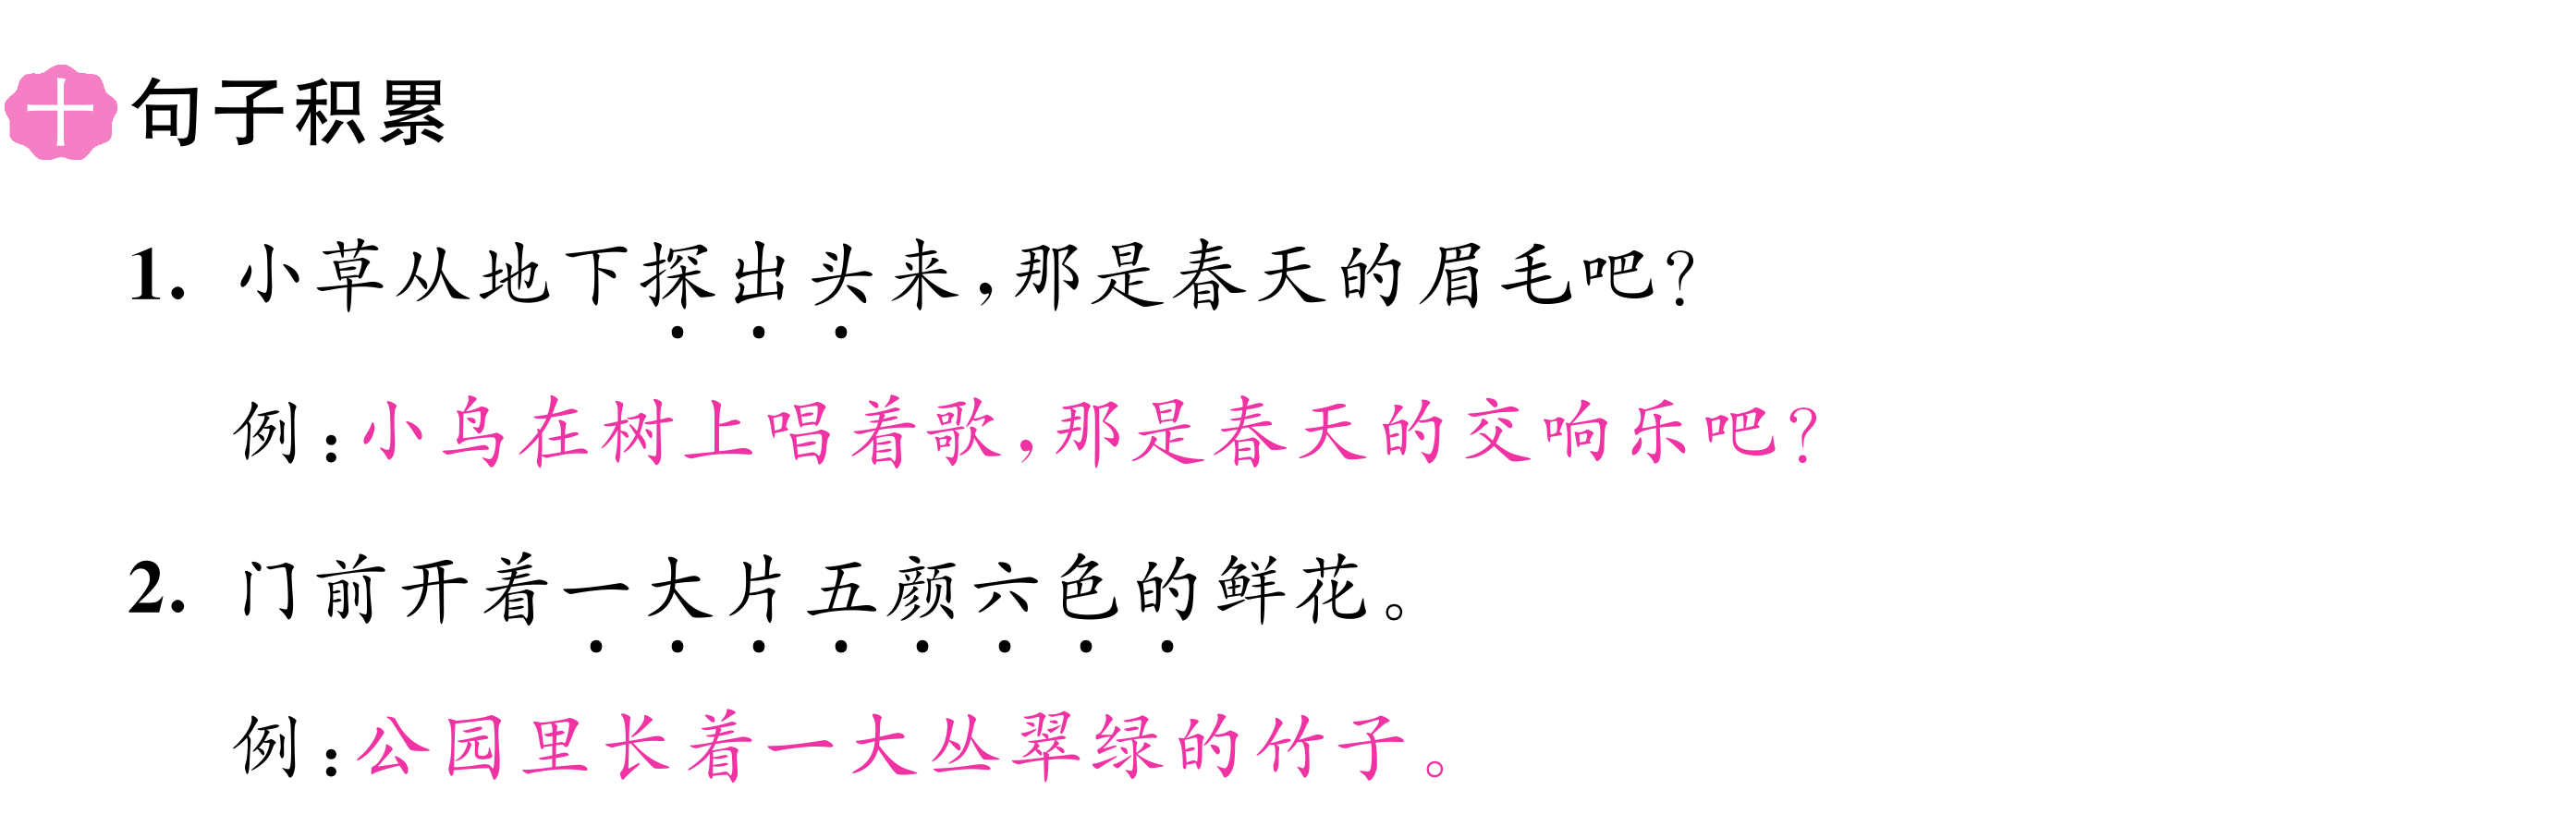 十 句子积累
1. 小草从地下探出头来,那是春天的眉毛吧?
例:小鸟在树上唱着歌,那是春天的交响乐吧?
2. 门前开着一大片五颜六色的鲜花。
例:公园里长着一大丛翠绿的竹子。